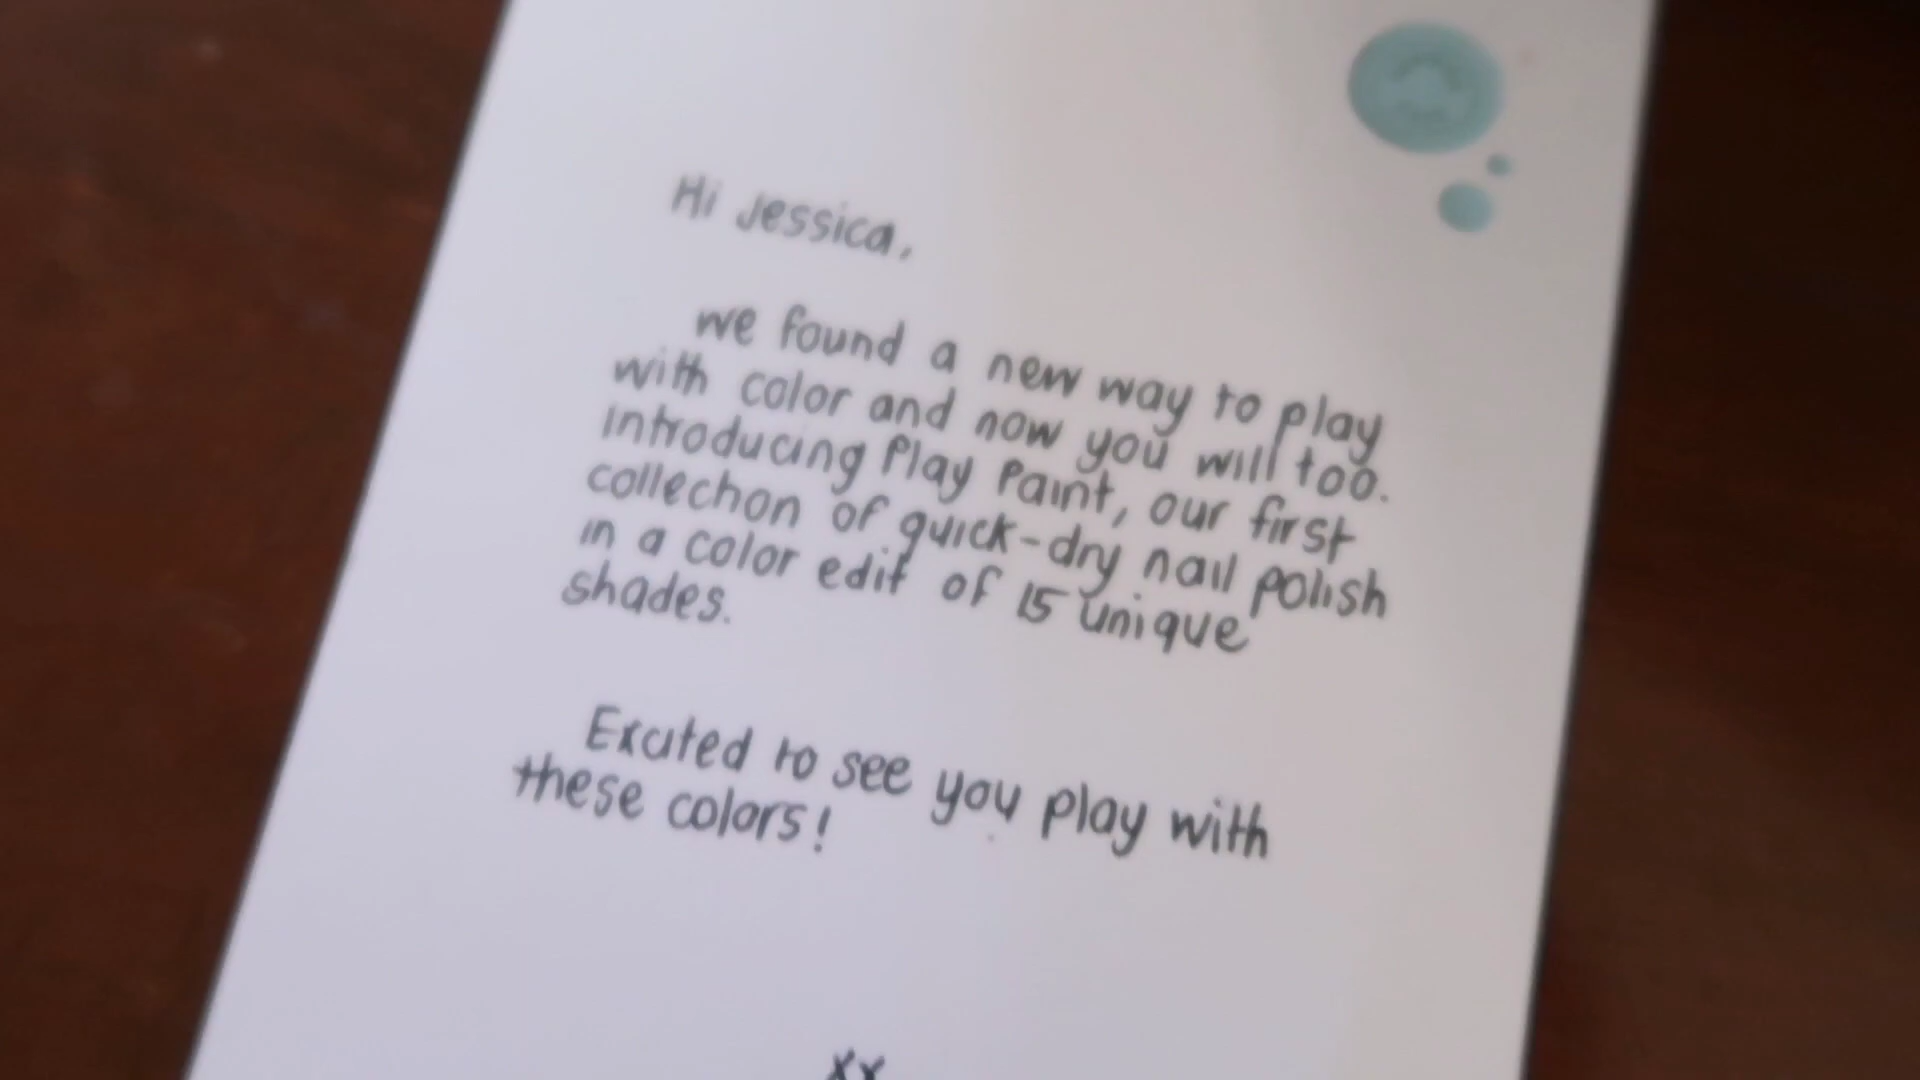 Hi Jessica,
we found a new way to play
with color and now you will too.
introducing Play Paint, our first
collection of quick-dry nail polish
in a color edit of 15 unique
shades.
Excited to see you play with
these colors!
xx